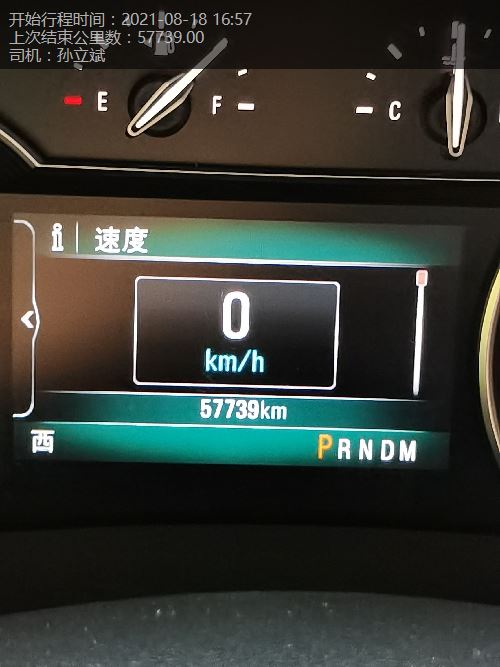 开始行程时间：2021-08-18 16:57
上次结束公里数：57739.00
司机：孙立斌
E F C
i 速度
0
km/h
57739km
西 PRNDM